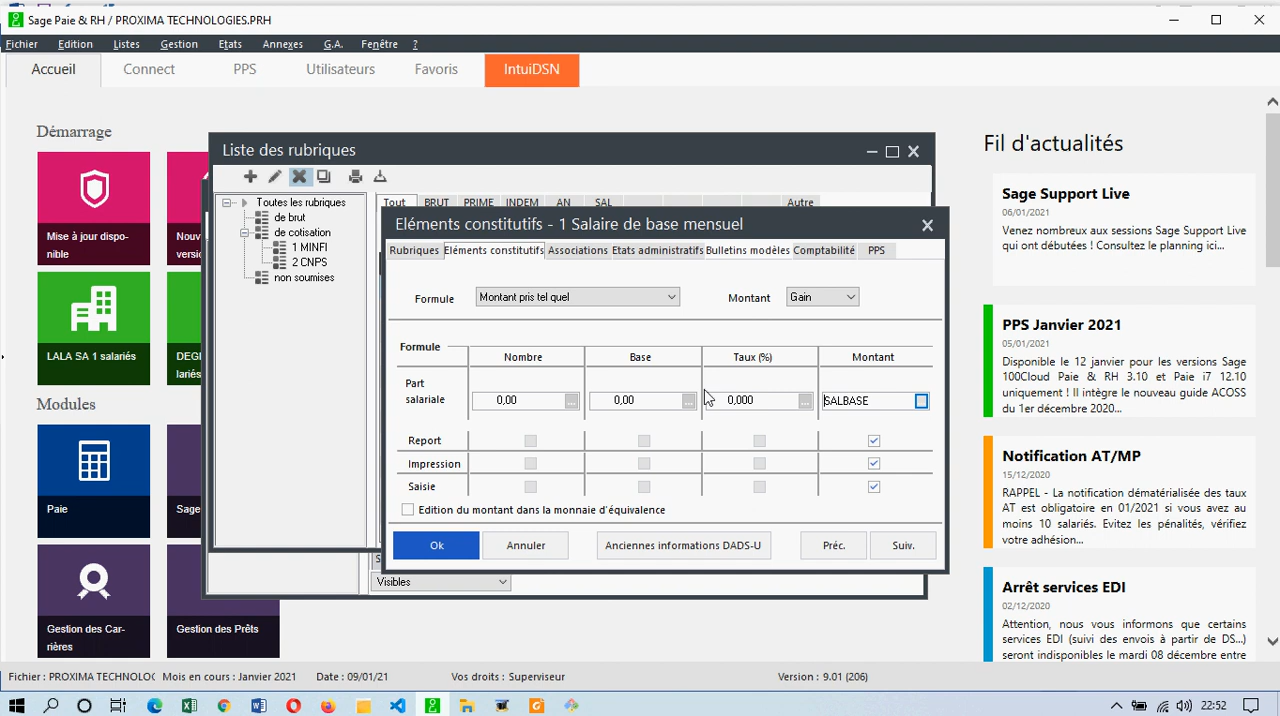 Sage Paie & RH / PROXIMA TECHNOLOGIES.PRH
Fichier Edition Listes Gestion Etats Annexes G.A. Fenêtre ?
Accueil Connect PPS Utilisateurs Favoris IntuiDSN
Démarrage
Mise à jour dispo-
nible
LALA SA 1 salariés
Modules
Paie
Gestion des Car-
rières
Gestion des Prêts
Liste des rubriques
Toutes les rubriques
de brut
de cotisation
1 MINFI
2 CNPS
non soumises
Tout BRUT PRIME INDEM AN SAL Autre
Eléments constitutifs - 1 Salaire de base mensuel
Rubriques Eléments constitutifs Associations Etats administratifs Bulletins modèles Comptabilité PPS
Formule Montant pris tel quel Montant Gain
Formule
Nombre Base Taux (%) Montant
Part
salariale
0,00 0,00 0,000 SALBASE
Report
Impression
Saisie
Edition du montant dans la monnaie d'équivalence
Ok Annuler Anciennes informations DADS-U Préc. Suiv.
Visibles
Fil d'actualités
Sage Support Live
06/01/2021
Venez nombreux aux sessions Sage Support Live
qui ont débutées ! Consultez le planning ici...
PPS Janvier 2021
05/01/2021
Disponible le 12 janvier pour les versions Sage
100Cloud Paie & RH 3.10 et Paie i7 12.10
uniquement ! Il intègre le nouveau guide ACOSS
du 1er décembre 2020...
Notification AT/MP
15/12/2020
RAPPEL - La notification dématérialisée des taux
AT est obligatoire en 01/2021 si vous avez au
moins 10 salariés. Evitez les pénalités, vérifiez
votre adhésion...
Arrêt services EDI
02/12/2020
Attention, nous vous informons que certains
services EDI (suivi des envois à partir de DS...)
seront indisponibles le mardi 08 décembre entre
Fichier : PROXIMA TECHNOLOG Mois en cours : Janvier 2021 Date : 09/01/21 Vos droits : Superviseur Version : 9.01 (206)
22:52